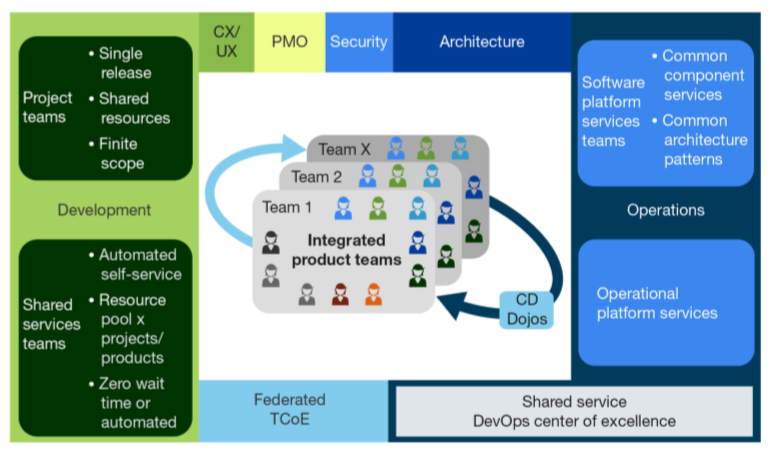 CX/
UX
PMO
Security
Architecture
Project
teams
• Single
release
• Shared
resources
• Finite
scope
Development
Shared
services
teams
• Automated
self-service
• Resource
pool x
projects/
products
• Zero wait
time or
automated
Team X
Team 2
Team 1
Integrated
product teams
CD
Dojos
Software
platform
services
teams
• Common
component
services
• Common
architecture
patterns
Operations
Operational
platform services
Federated
TCoE
Shared service
DevOps center of excellence